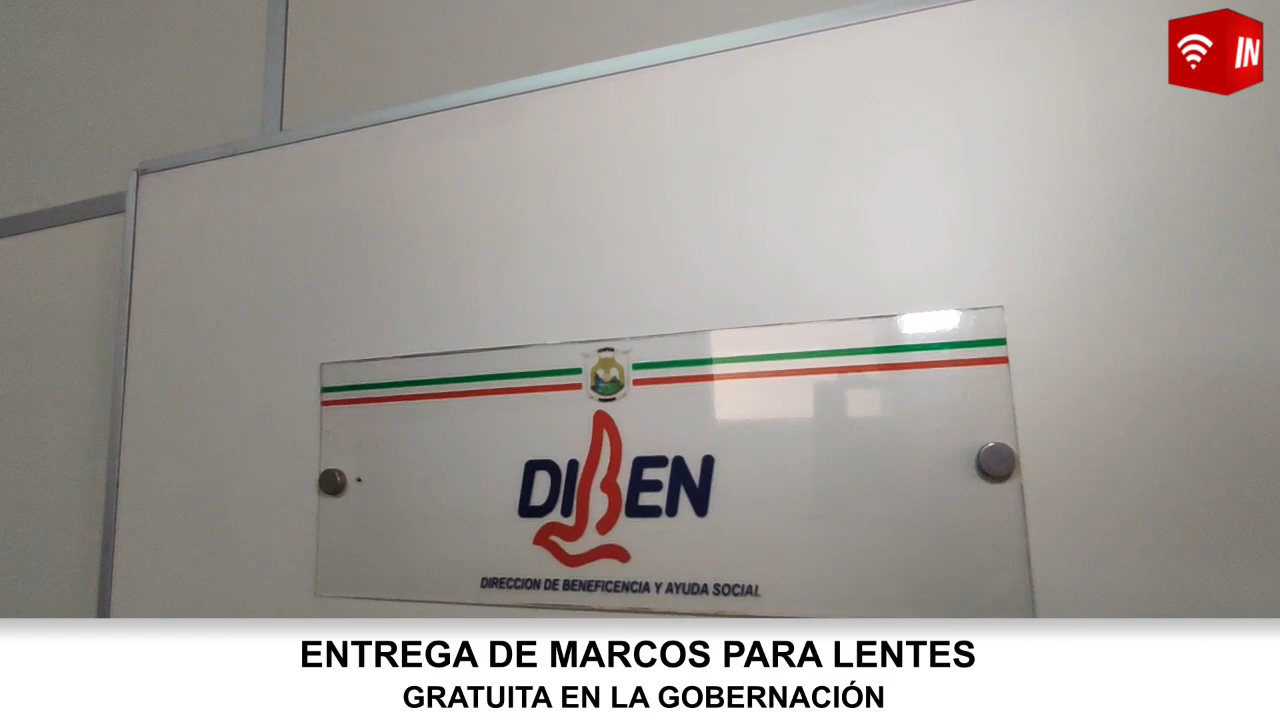 IN
DIBEN
DIRECCION DE BENEFICENCIA Y AYUDA SOCIAL
ENTREGA DE MARCOS PARA LENTES
GRATUITA EN LA GOBERNACIÓN